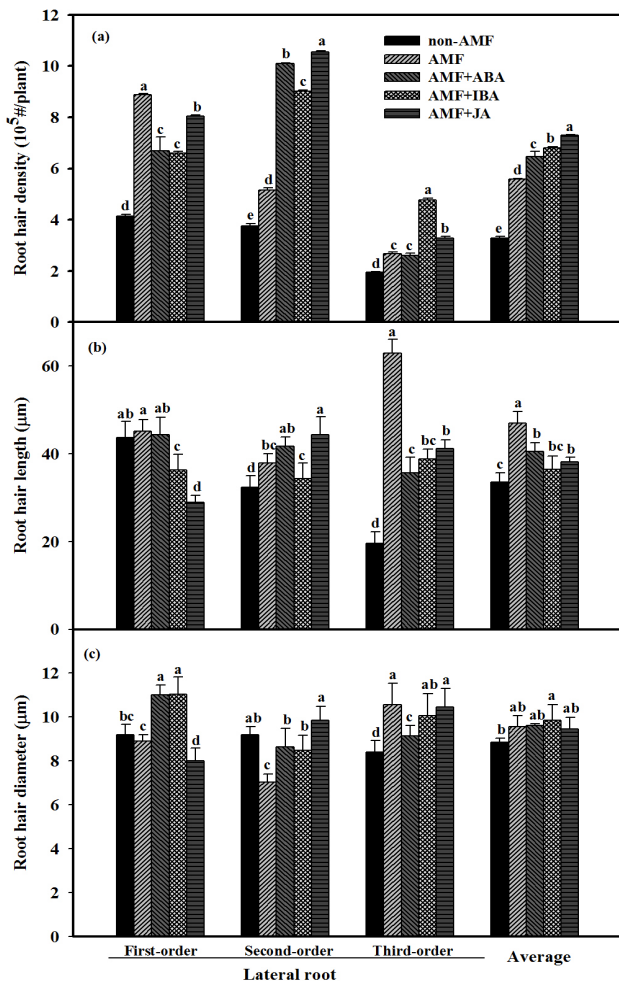 (a)
non-AMF
AMF
AMF+ABA
AMF+IBA
AMF+JA
Root hair density (10⁵#/plant)
12
10
8
6
4
2
0
d a c c b
e d b c a
d c c a b
e d c b a
(b)
Root hair length (μm)
60
40
20
0
ab a ab c d
d bc ab c a
d a c bc b
c a b bc b
(c)
Root hair diameter (μm)
12
10
8
6
4
2
0
bc c a a d
ab c b b a
c a c ab a
b ab ab a ab
First-order Second-order Third-order Average
Lateral root